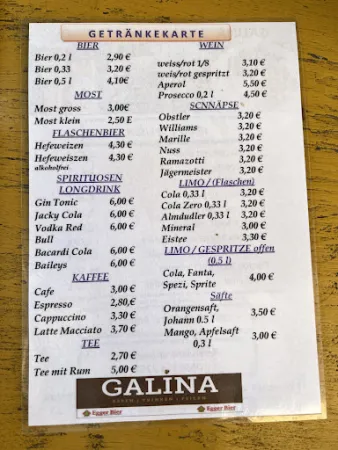 GETRÄNKEKARTE
BIER
Bier 0,2 l 2,90 €
Bier 0,33 3,20 €
Bier 0,5 l 4,10€
MOST
Most gross 3,00€
Most klein 2,50 E
FLASCHENBIER
Hefeweizen 4,30 €
Hefeweiszen 4,30 €
alkoholfrei
SPIRITUOSEN
LONGDRINK
Gin Tonic 6,00 €
Jacky Cola 6,00 €
Vodka Red 6,00 €
Bull
Bacardi Cola 6,00 €
Baileys 6,00 €
KAFFEE
Cafe 3,00 €
Espresso 2,80,€
Cappuccino 3,30 €
Latte Macciato 3,70 €
TEE
Tee 2,70 €
Tee mit Rum 5,00 €
WEIN
weiss/rot 1/8 3,10 €
weis/rot gespritzt 3,20 €
Aperol 5,50 €
Prosecco 0,2 l 4,50 €
SCNNÄPSE
Obstler 3,20 €
Williams 3,20 €
Marille 3,20 €
Nuss 3,20 €
Ramazotti 3,20 €
Jägermeister 3,20 €
LIMO / (Flaschen)
Cola 0,33 l 3,20 €
Cola Zero 0,33 l 3,20 €
Almdudler 0,33 l 3,20 €
Mineral 3,00 €
Eistee 3,30 €
LIMO / GESPRITZE offen
(0,5 l)
Cola, Fanta, 4,00 €
Spezi, Sprite
Säfte
Orangensaft, 3,50 €
Johann 0.5 l
Mango, Apfelsaft 3,00 €
0,3 l
GALINA
ESSEN | TRINKEN | FEIERN
Egger Bier Egger Bier